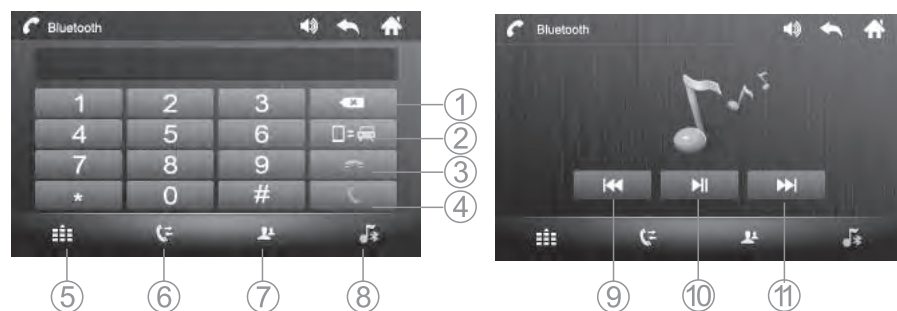 Bluetooth
1 2 3 ①
4 5 6 ②
7 8 9 ③
* 0 # ④
⑤ ⑥ ⑦ ⑧
Bluetooth
⑨ ⑩ ⑪